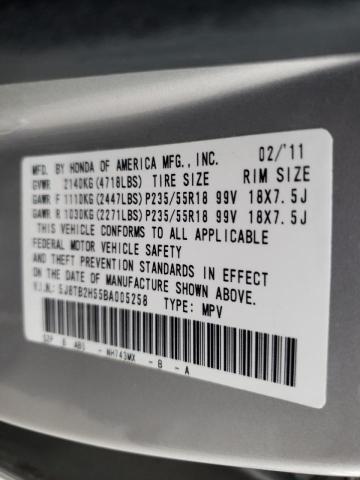 MFD. BY HONDA OF AMERICA MFG., INC. 02/'11
GVWR 2140KG(4718LBS) TIRE SIZE RIM SIZE
GAWR F 1110KG(2447LBS) P235/55R18 99V 18X7.5J
GAWR R 1030KG(2271LBS) P235/55R18 99V 18X7.5J
THIS VEHICLE CONFORMS TO ALL APPLICABLE
FEDERAL MOTOR VEHICLE SAFETY
AND THEFT PREVENTION STANDARDS IN EFFECT
ON THE DATE OF MANUFACTURE SHOWN ABOVE.
V.I.N.: 5J8TB2H55BA005258 TYPE: MPV
SZP 6 ABS - NH743MX - B - A